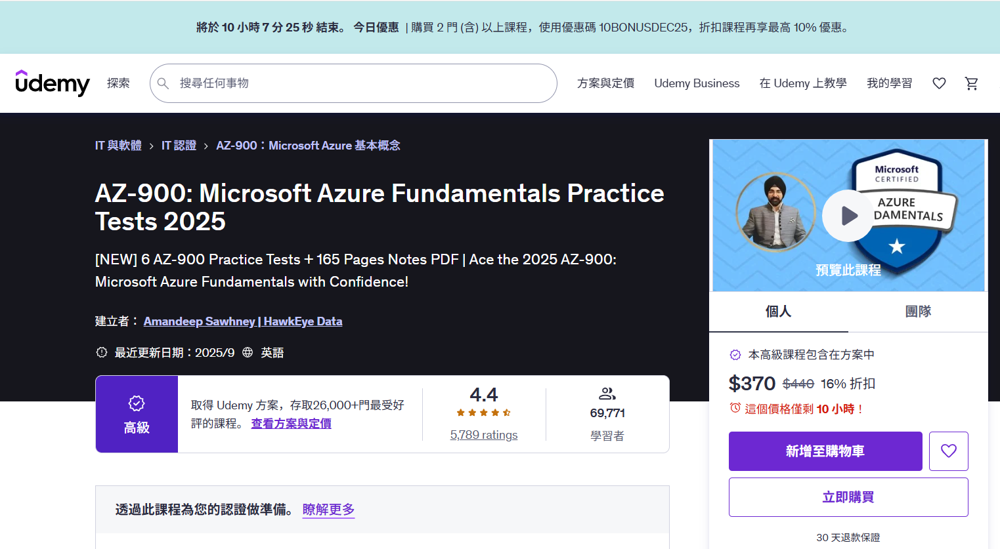 將於 10 小時 7 分 25 秒 結束。 今日優惠 | 購買 2 門 (含) 以上課程，使用優惠碼 10BONUSDEC25，折扣課程再享最高 10% 優惠。
udemy
探索
搜尋任何事物
方案與定價
Udemy Business
在 Udemy 上教學
我的學習
IT 與軟體 › IT 認證 › AZ-900：Microsoft Azure 基本概念
AZ-900: Microsoft Azure Fundamentals Practice
Tests 2025
[NEW] 6 AZ-900 Practice Tests + 165 Pages Notes PDF | Ace the 2025 AZ-900:
Microsoft Azure Fundamentals with Confidence!
建立者： Amandeep Sawhney | HawkEye Data
最近更新日期：2025/9 英語
高級
取得 Udemy 方案，存取26,000+門最受好
評的課程。 查看方案與定價
4.4
5,789 ratings
69,771
學習者
透過此課程為您的認證做準備。 瞭解更多
Microsoft
CERTIFIED
AZURE
DAMENTALS
預覽此課程
個人
團隊
本高級課程包含在方案中
$370 $440 16% 折扣
這個價格僅剩 10 小時！
新增至購物車
立即購買
30 天退款保證